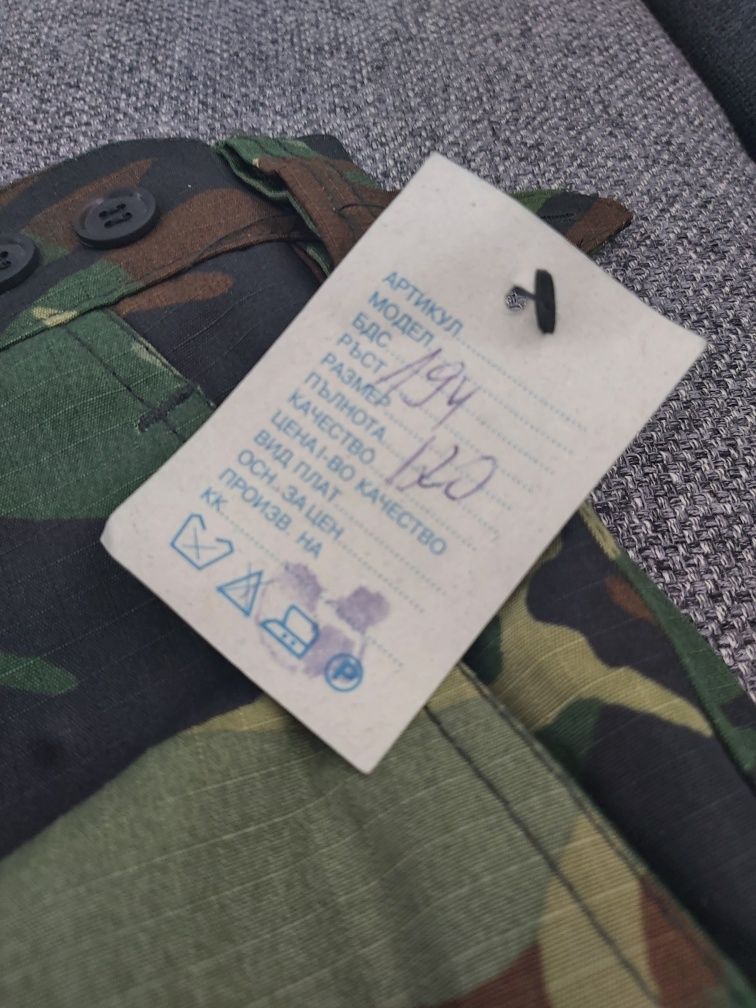 АРТИКУЛ
МОДЕЛ
БДС
РЪСТ 194
РАЗМЕР
ПЪЛНОТА
КАЧЕСТВО 120
ЦЕНА I-ВО КАЧЕСТВО
ВИД ПЛАТ
ОСН. ЗА ЦЕН
ПРОИЗВ. НА
КК.
P